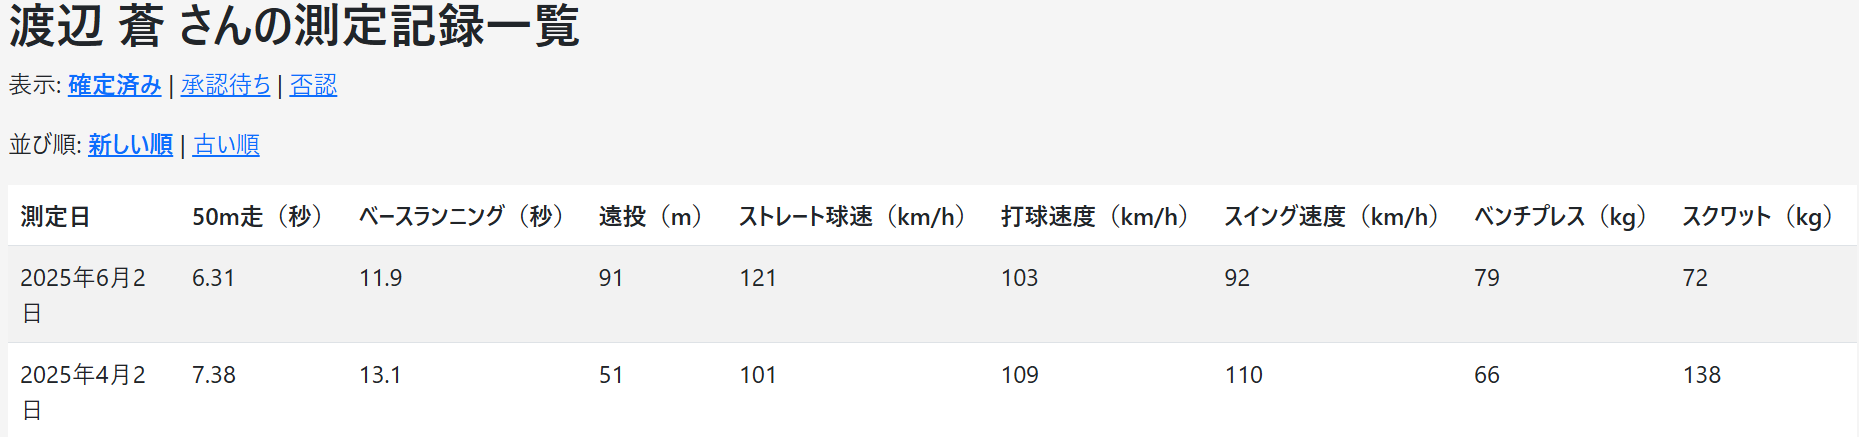 渡辺 蒼 さんの測定記録一覧
表示: 確定済み | 承認待ち | 否認
並び順: 新しい順 | 古い順
測定日 50m走（秒） ベースランニング（秒） 遠投（m） ストレート球速（km/h） 打球速度（km/h） スイング速度（km/h） ベンチプレス（kg） スクワット（kg）
2025年6月2 6.31 11.9 91 121 103 92 79 72
日
2025年4月2 7.38 13.1 51 101 109 110 66 138
日